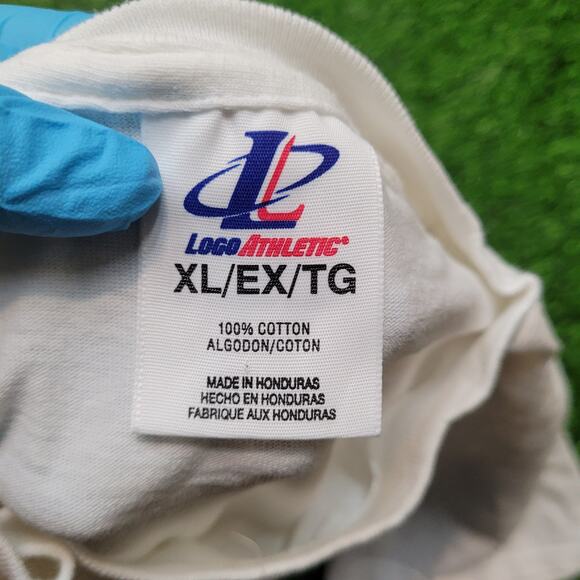 LOGO ATHLETIC
XL/EX/TG
100% COTTON
ALGODON/COTON
MADE IN HONDURAS
HECHO EN HONDURAS
FABRIQUE AUX HONDURAS